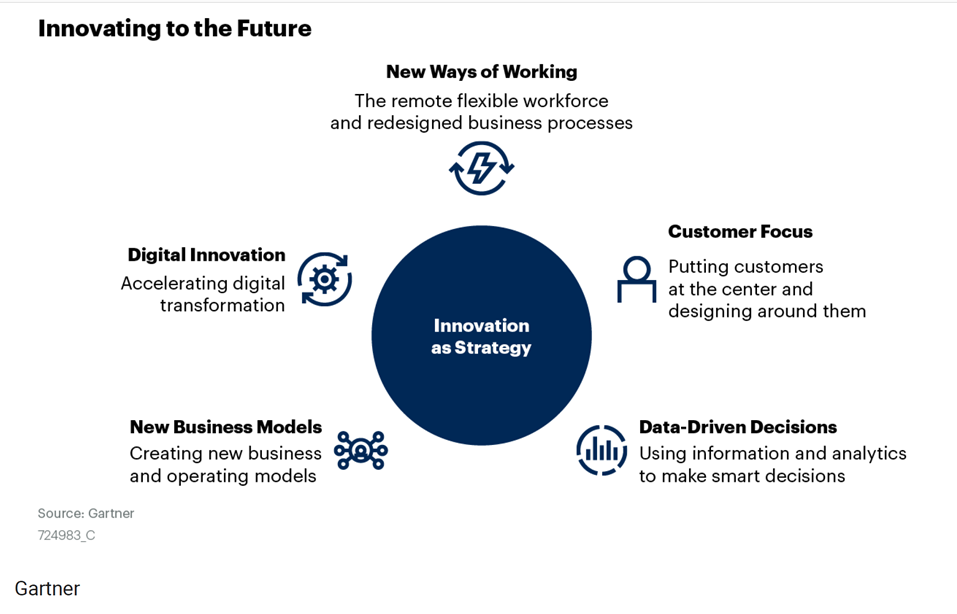 Innovating to the Future
New Ways of Working
The remote flexible workforce
and redesigned business processes
Customer Focus
Putting customers
at the center and
designing around them
Digital Innovation
Accelerating digital
transformation
Innovation
as Strategy
New Business Models
Creating new business
and operating models
Data-Driven Decisions
Using information and analytics
to make smart decisions
Source: Gartner
724983_C
Gartner